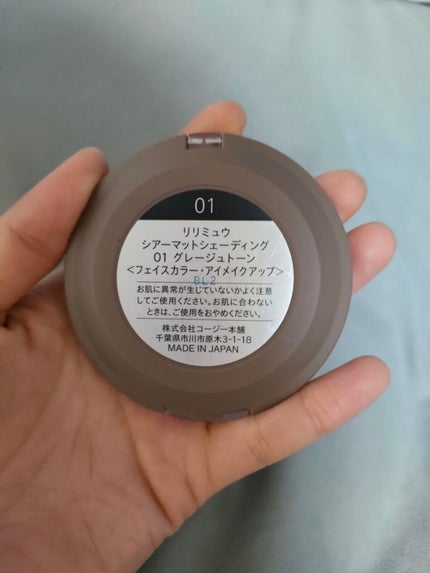 01
リリミュウ
シアーマットシェーディング
01 グレージュトーン
<フェイスカラー・アイメイクアップ>
BL2
お肌に異常が生じていないかよく注意
してご使用ください。お肌に合わない
ときは、ご使用をおやめください。
株式会社コージー本舗
千葉県市川市原木3-1-18
MADE IN JAPAN